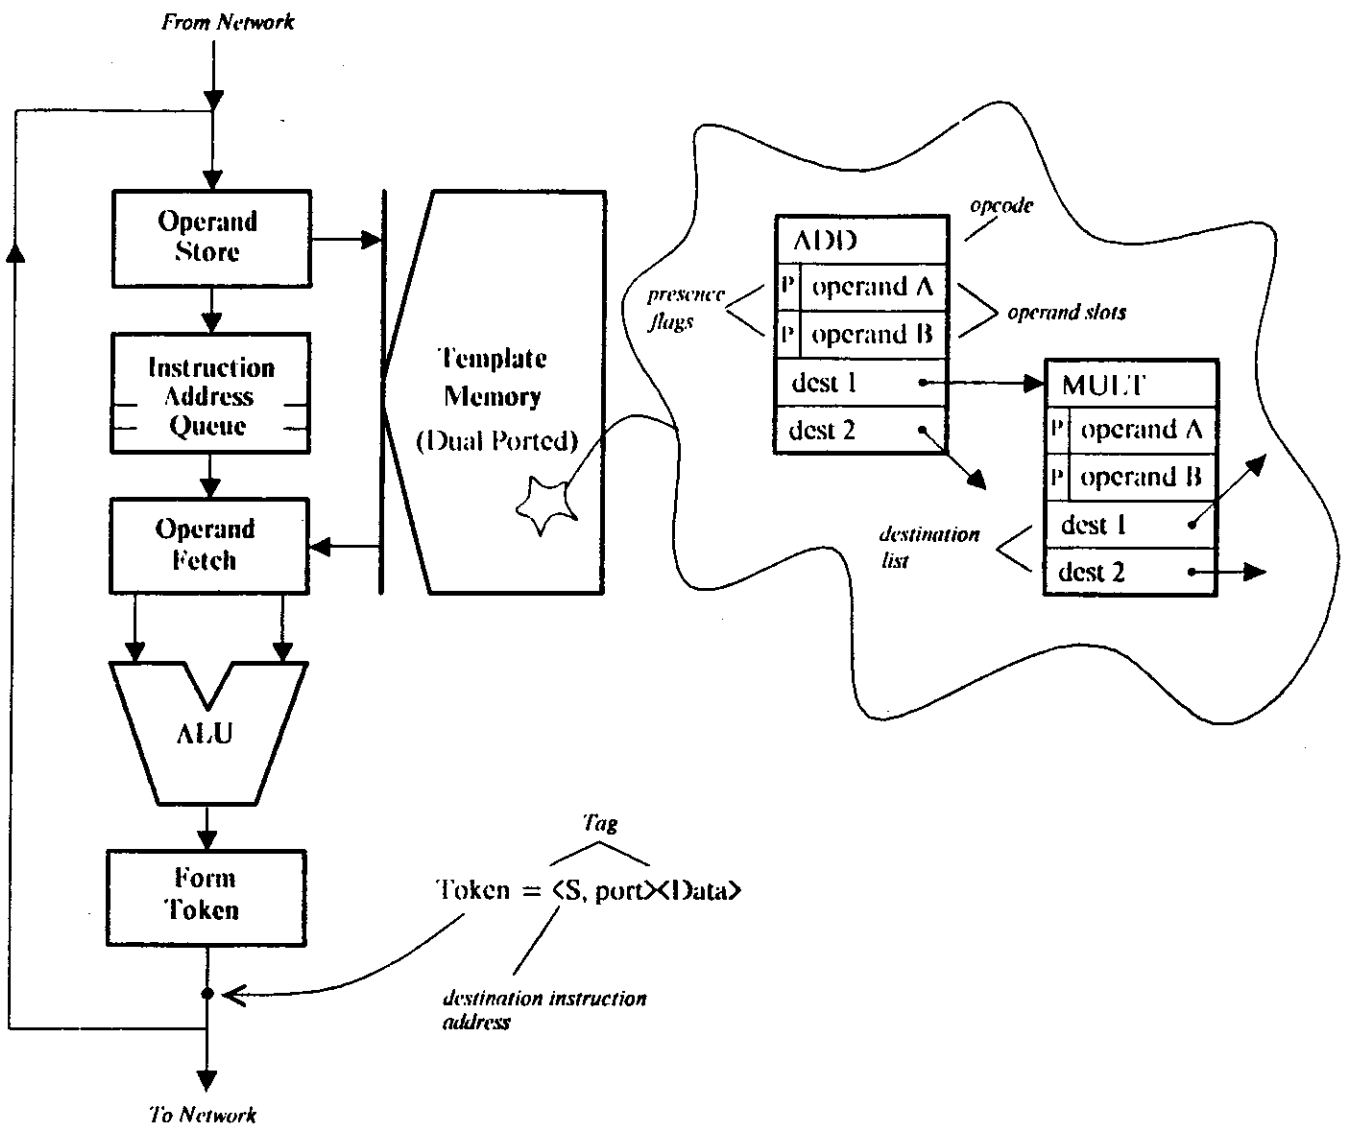 From Network
Operand
Store
Instruction
Address
Queue
Operand
Fetch
ALU
Form
Token
To Network
Template
Memory
(Dual Ported)
presence
flags
ADD
P operand A
P operand B
dest 1
dest 2
opcode
operand slots
MULT
P operand A
P operand B
dest 1
dest 2
destination
list
Tag
Token = <S, port><Data>
destination instruction
address